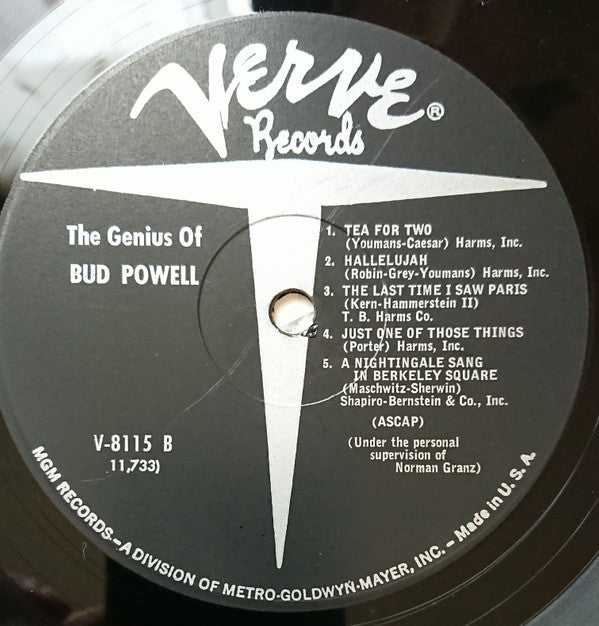 VERVE®
Records
The Genius Of
BUD POWELL
1. TEA FOR TWO
(Youmans-Caesar) Harms, Inc.
2. HALLELUJAH
(Robin-Grey-Youmans) Harms, Inc.
3. THE LAST TIME I SAW PARIS
(Kern-Hammerstein II)
T. B. Harms Co.
4. JUST ONE OF THOSE THINGS
(Porter) Harms, Inc.
5. A NIGHTINGALE SANG
IN BERKELEY SQUARE
(Maschwitz-Sherwin)
Shapiro-Bernstein & Co., Inc.
(ASCAP)
(Under the personal
supervision of
Norman Granz)
V-8115 B
11,733)
MGM RECORDS—A DIVISION OF METRO-GOLDWYN-MAYER, INC. — Made in U. S. A.